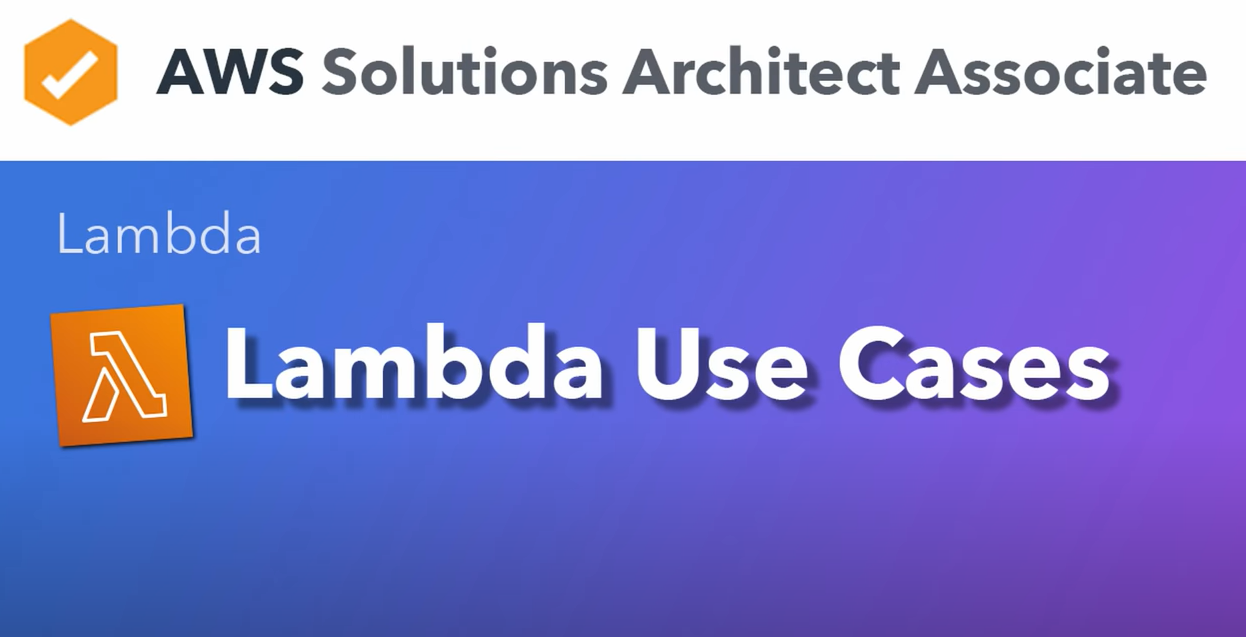 AWS Solutions Architect Associate
Lambda
Lambda Use Cases